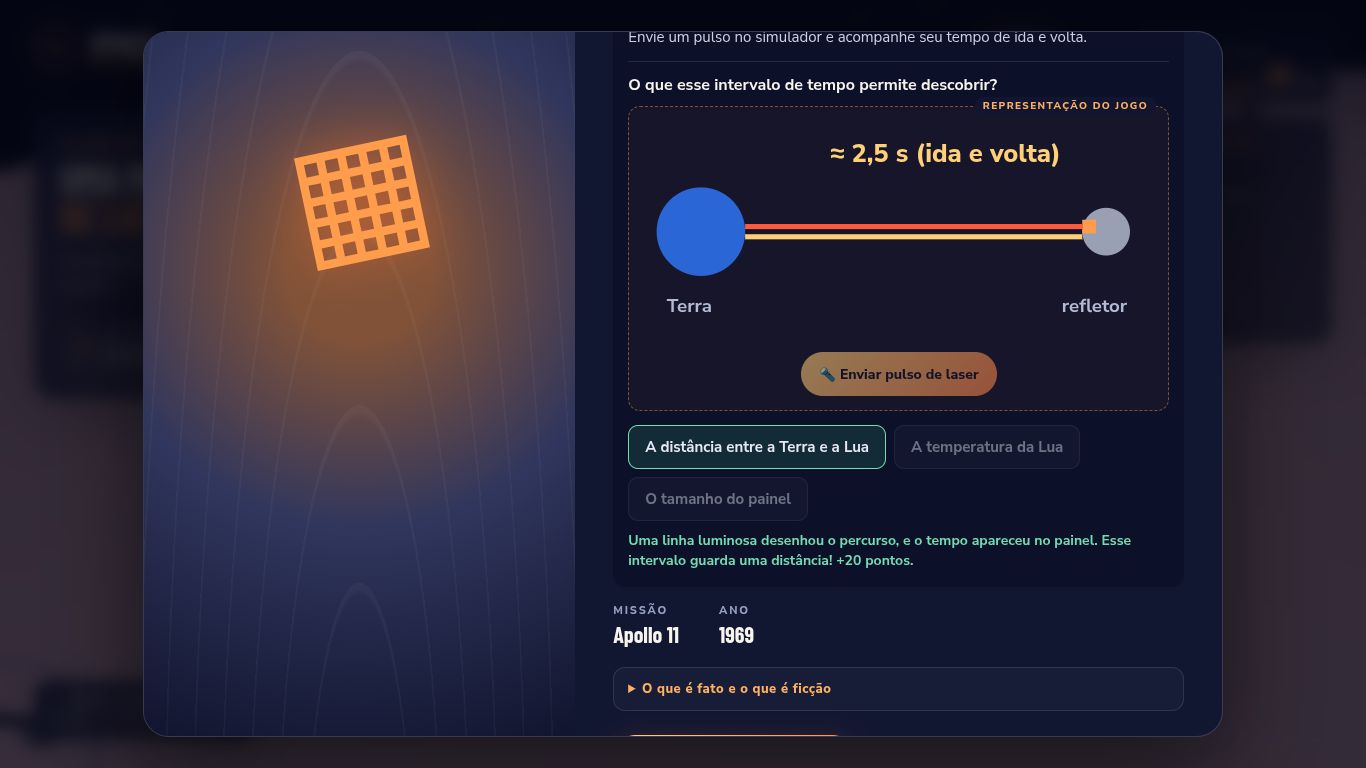 Envie um pulso no simulador e acompanhe seu tempo de ida e volta.
O que esse intervalo de tempo permite descobrir?
REPRESENTAÇÃO DO JOGO
≈ 2,5 s (ida e volta)
Terra
refletor
🔦 Enviar pulso de laser
A distância entre a Terra e a Lua
A temperatura da Lua
O tamanho do painel
Uma linha luminosa desenhou o percurso, e o tempo apareceu no painel. Esse
intervalo guarda uma distância! +20 pontos.
MISSÃO
ANO
Apollo 11
1969
▶ O que é fato e o que é ficção